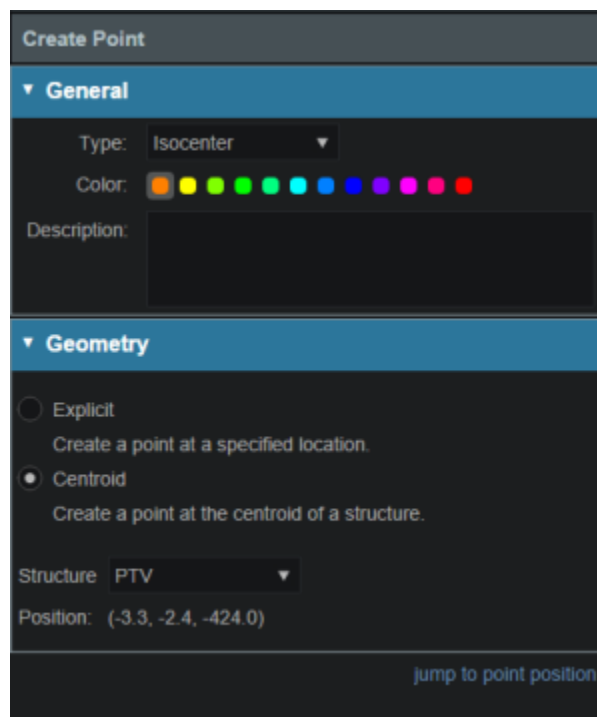 Create Point
General
Type: Isocenter
Color:
Description:
Geometry
Explicit
Create a point at a specified location.
Centroid
Create a point at the centroid of a structure.
Structure PTV
Position: (-3.3, -2.4, -424.0)
jump to point position